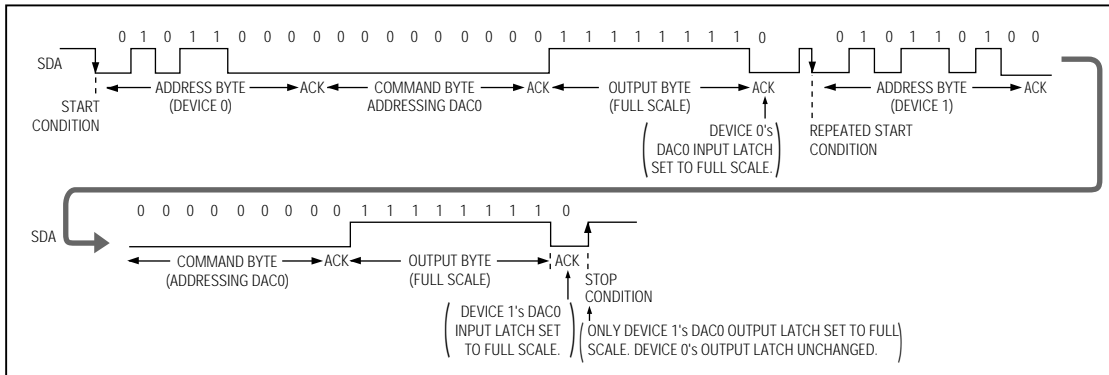 0 1 0 1 1 0 0 0 0 0 0 0 0 0 0 0 0 0 1 1 1 1 1 1 1 1 0 0 1 0 1 1 0 1 0 0
SDA
ADDRESS BYTE ACK COMMAND BYTE ACK OUTPUT BYTE ACK ADDRESS BYTE ACK
(DEVICE 0) ADDRESSING DAC0 (FULL SCALE) (DEVICE 1)
START
CONDITION
DEVICE 0's
DAC0 INPUT LATCH
SET TO FULL SCALE.
REPEATED START
CONDITION
0 0 0 0 0 0 0 0 0 1 1 1 1 1 1 1 1 0
SDA
COMMAND BYTE ACK OUTPUT BYTE ACK
(ADDRESSING DAC0) (FULL SCALE)
STOP
CONDITION
DEVICE 1's DAC0
INPUT LATCH SET
TO FULL SCALE.
ONLY DEVICE 1's DAC0 OUTPUT LATCH SET TO FULL
SCALE. DEVICE 0's OUTPUT LATCH UNCHANGED.